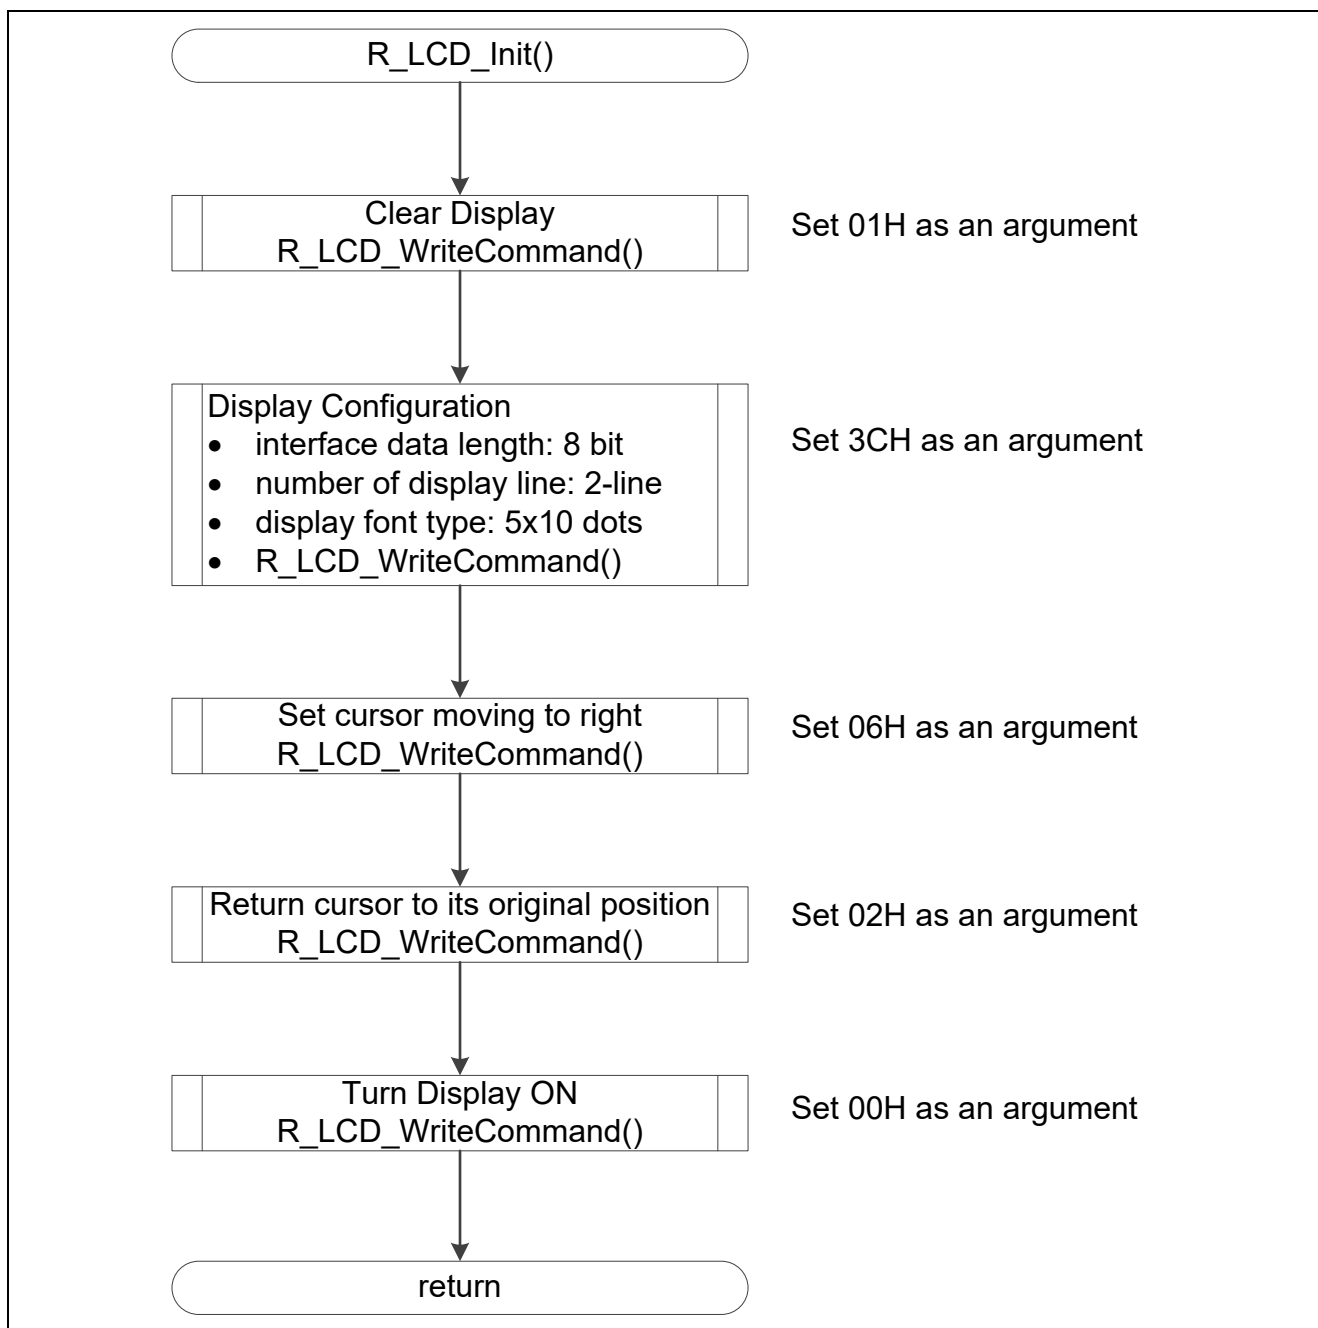 R_LCD_Init()
Clear Display
R_LCD_WriteCommand()
Set 01H as an argument
Display Configuration
• interface data length: 8 bit
• number of display line: 2-line
• display font type: 5x10 dots
• R_LCD_WriteCommand()
Set 3CH as an argument
Set cursor moving to right
R_LCD_WriteCommand()
Set 06H as an argument
Return cursor to its original position
R_LCD_WriteCommand()
Set 02H as an argument
Turn Display ON
R_LCD_WriteCommand()
Set 00H as an argument
return